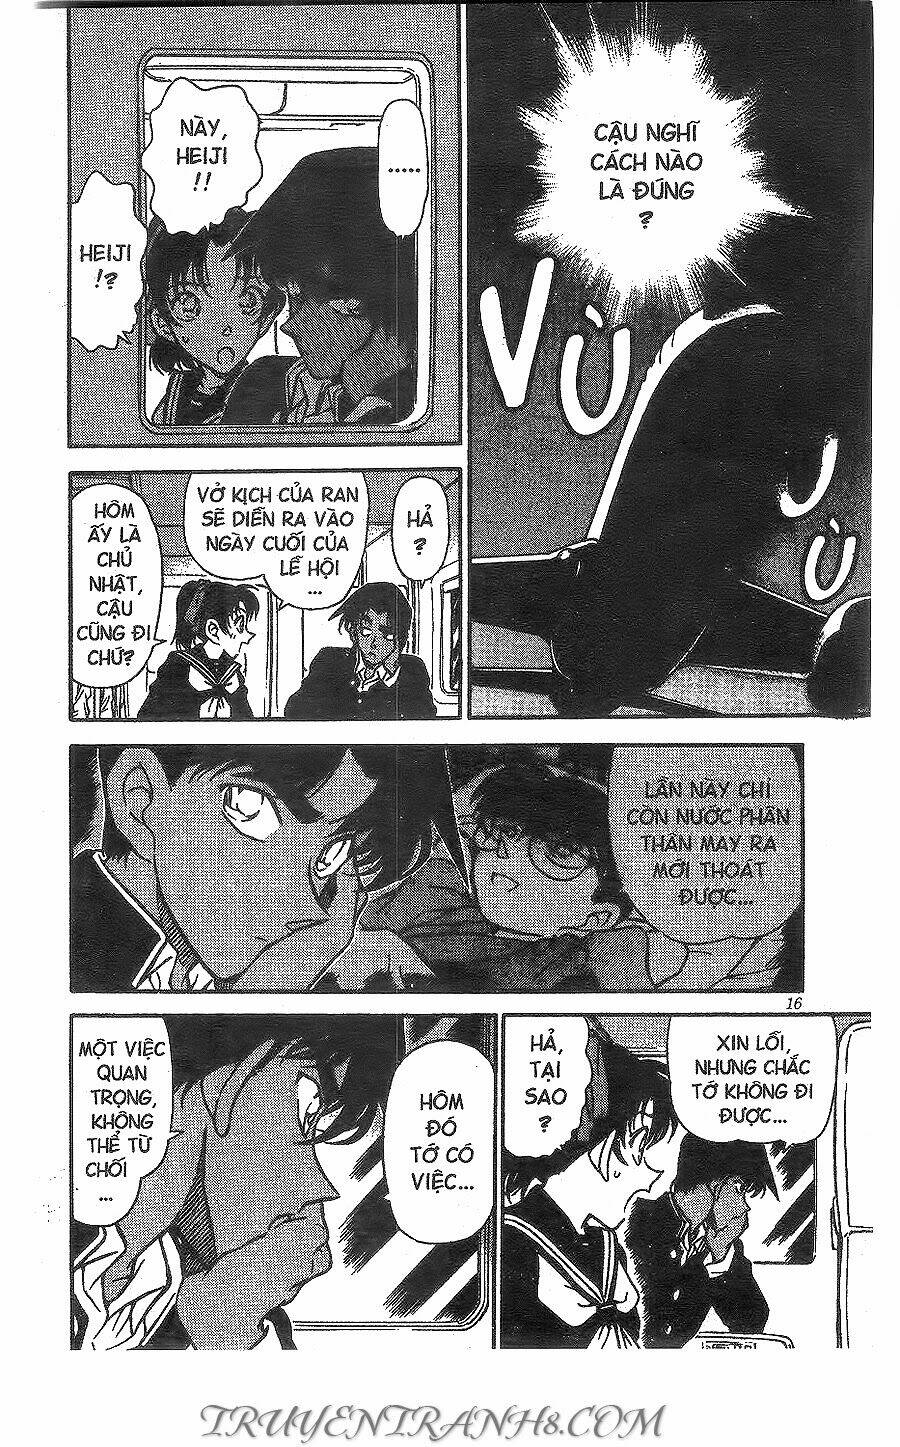 CẬU NGHĨ
CÁCH NÀO
LÀ ĐÚNG
?
VÙ
Ù
Ù
......
NÀY,
HEIJI
!!
HEIJI
!?
HẢ
?
VỞ KỊCH CỦA RAN
SẼ DIỄN RA VÀO
NGÀY CUỐI CỦA
LỄ HỘI
...
HÔM
ẤY LÀ
CHỦ
NHẬT,
CẬU
CŨNG ĐI
CHỨ?
LẦN NÀY CHỈ
CÒN NƯỚC PHÂN
THÂN MAY RA
MỚI THOÁT
ĐƯỢC...
16
XIN LỖI,
NHƯNG CHẮC
TỚ KHÔNG ĐI
ĐƯỢC...
HẢ,
TẠI
SAO
?
HÔM
ĐÓ
TỚ CÓ
VIỆC...
MỘT VIỆC
QUAN
TRỌNG,
KHÔNG
THỂ TỪ
CHỐI
...
TRUYENTRANH8.COM